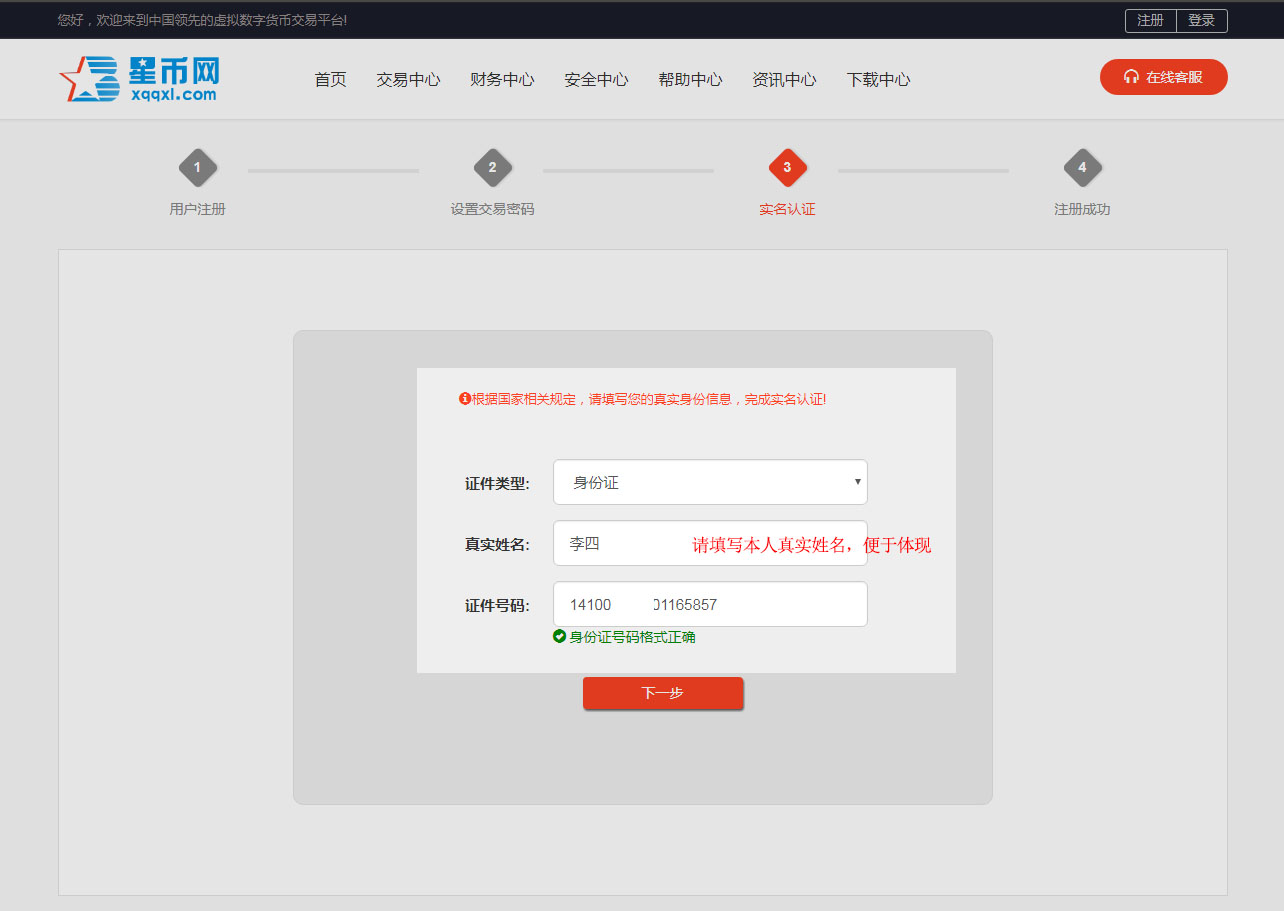 您好，欢迎来到中国领先的虚拟数字货币交易平台!
注册 登录
星币网
xqqxl.com
首页 交易中心 财务中心 安全中心 帮助中心 资讯中心 下载中心
在线客服
1 2 3 4
用户注册 设置交易密码 实名认证 注册成功
根据国家相关规定，请填写您的真实身份信息，完成实名认证!
证件类型: 身份证
真实姓名: 李四 请填写本人真实姓名，便于体现
证件号码: 14100 01165857
身份证号码格式正确
下一步